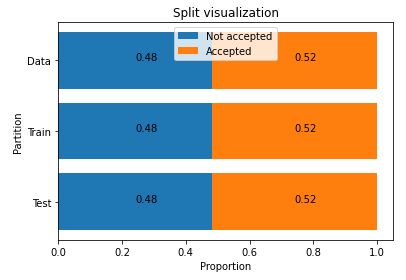 Split visualization
Not accepted
Accepted
Data
0.48
0.52
Train
0.48
0.52
Test
0.48
0.52
Partition
0.0
0.2
0.4
0.6
0.8
1.0
Proportion